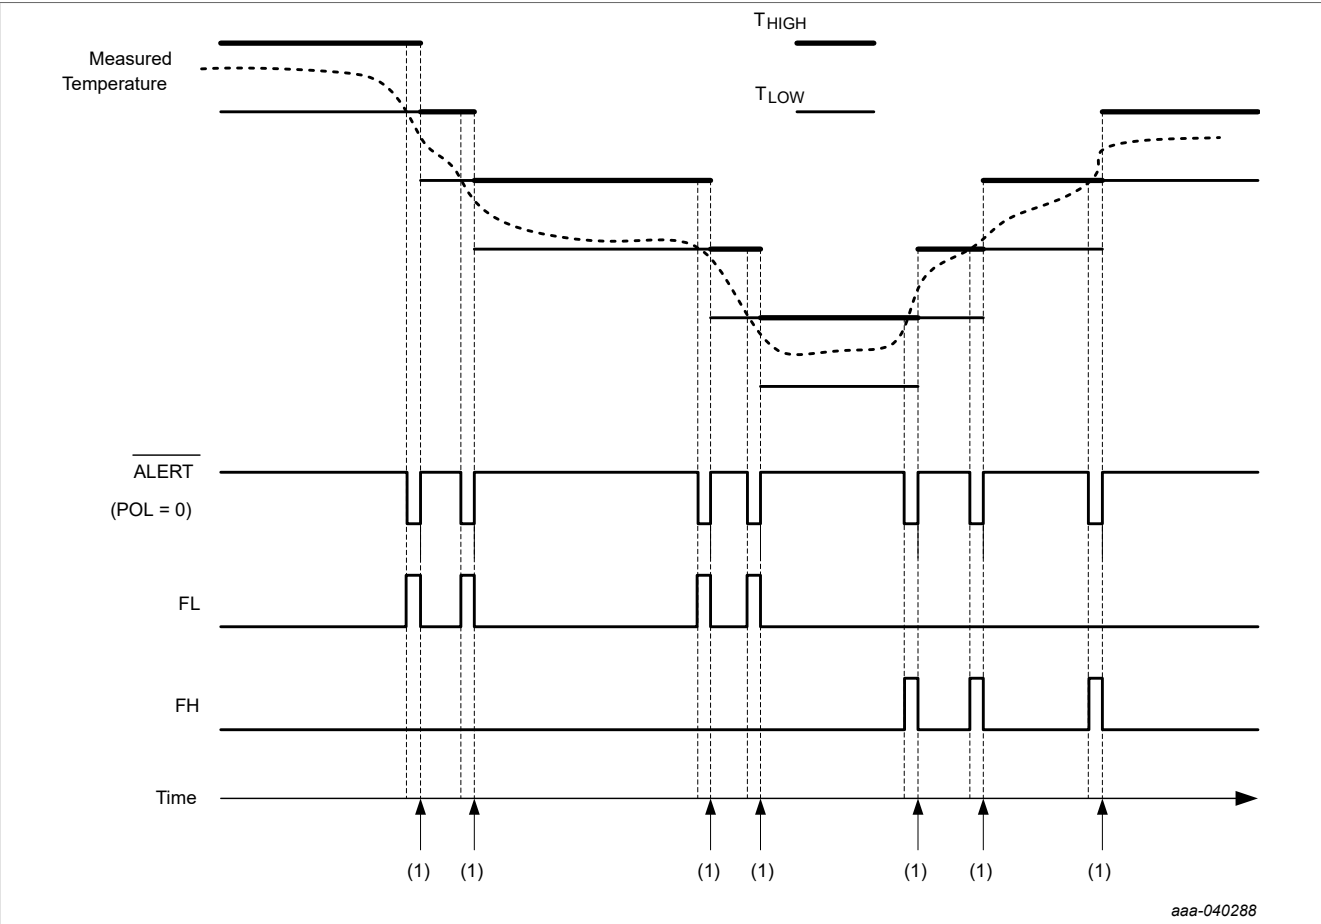 THIGH
Measured
Temperature
TLOW
ALERT
(POL = 0)
FL
FH
Time
(1) (1) (1) (1) (1) (1) (1)
aaa-040288